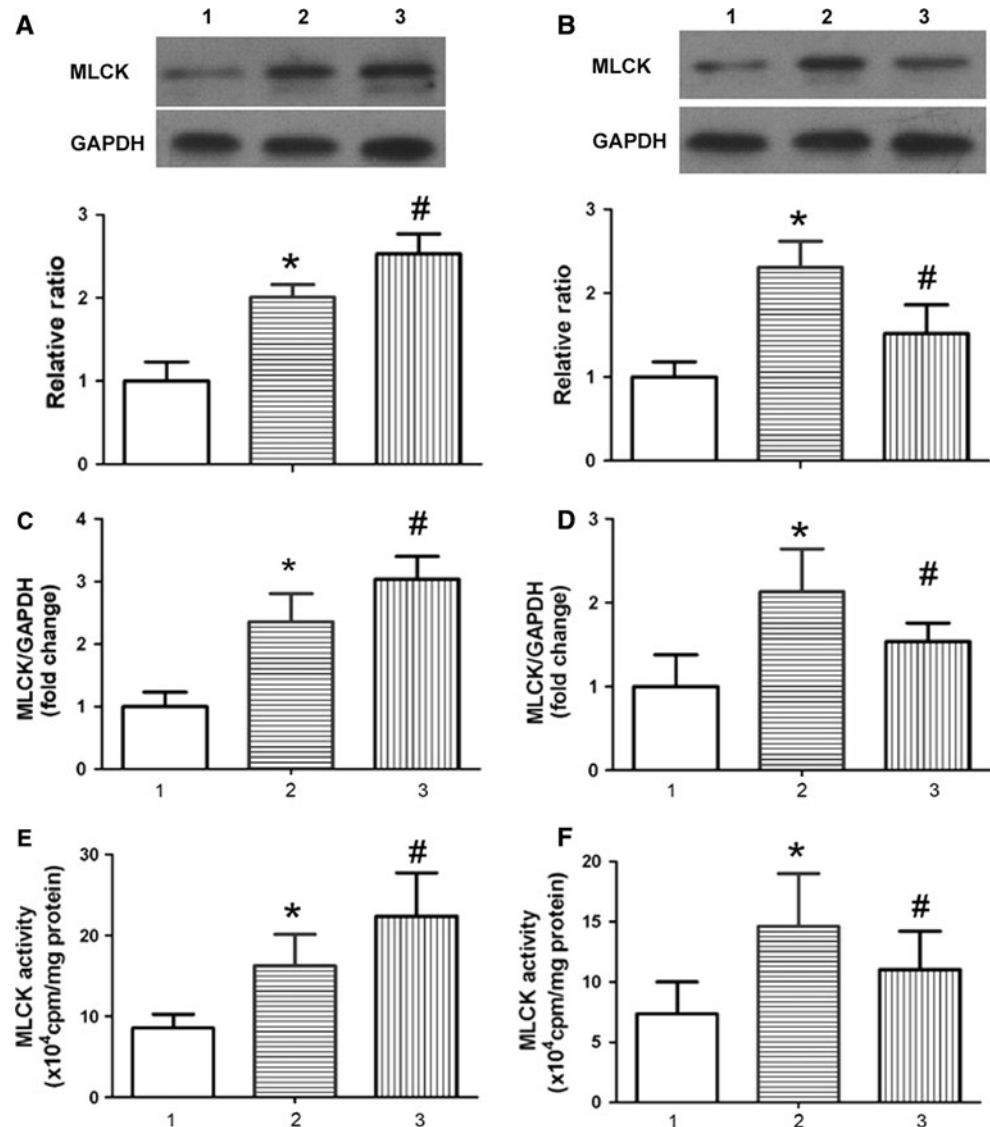 A
1 2 3
MLCK
GAPDH
Relative ratio
3
2
1
0
*
#
B
1 2 3
MLCK
GAPDH
Relative ratio
3
2
1
0
*
#
C
MLCK/GAPDH
(fold change)
4
3
2
1
0
*
#
1 2 3
D
MLCK/GAPDH
(fold change)
3
2
1
0
*
#
1 2 3
E
MLCK activity
(x10⁴cpm/mg protein)
30
20
10
0
*
#
1 2 3
F
MLCK activity
(x10⁴cpm/mg protein)
20
15
10
5
0
*
#
1 2 3